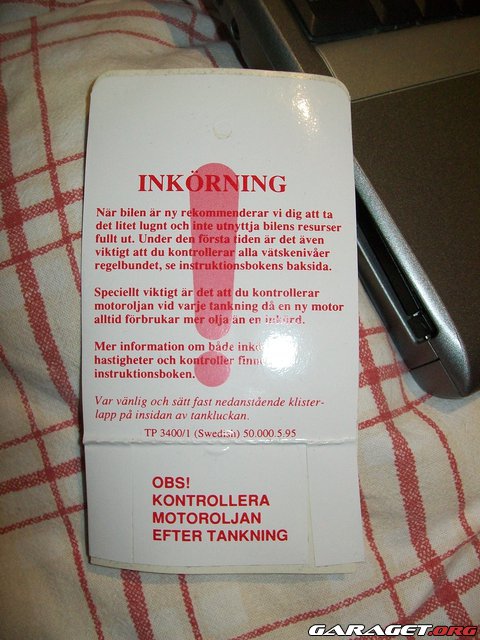 INKÖRNING
När bilen är ny rekommenderar vi dig att ta
det litet lugnt och inte utnyttja bilens resurser
fullt ut. Under den första tiden är det även
viktigt att du kontrollerar alla vätskenivåer
regelbundet, se instruktionsbokens baksida.
Speciellt viktigt är det att du kontrollerar
motoroljan vid varje tankning då en ny motor
alltid förbrukar mer olja än en inkörd.
Mer information om både
hastigheter och kontroller
instruktionsboken.
Var vänlig och sätt fast nedanstående klister-
lapp på insidan av tankluckan.
TP 3400/1 (Swedish) 50.000.5.95
OBS!
KONTROLLERA
MOTOROLJAN
EFTER TANKNING
GARAGET.ORG